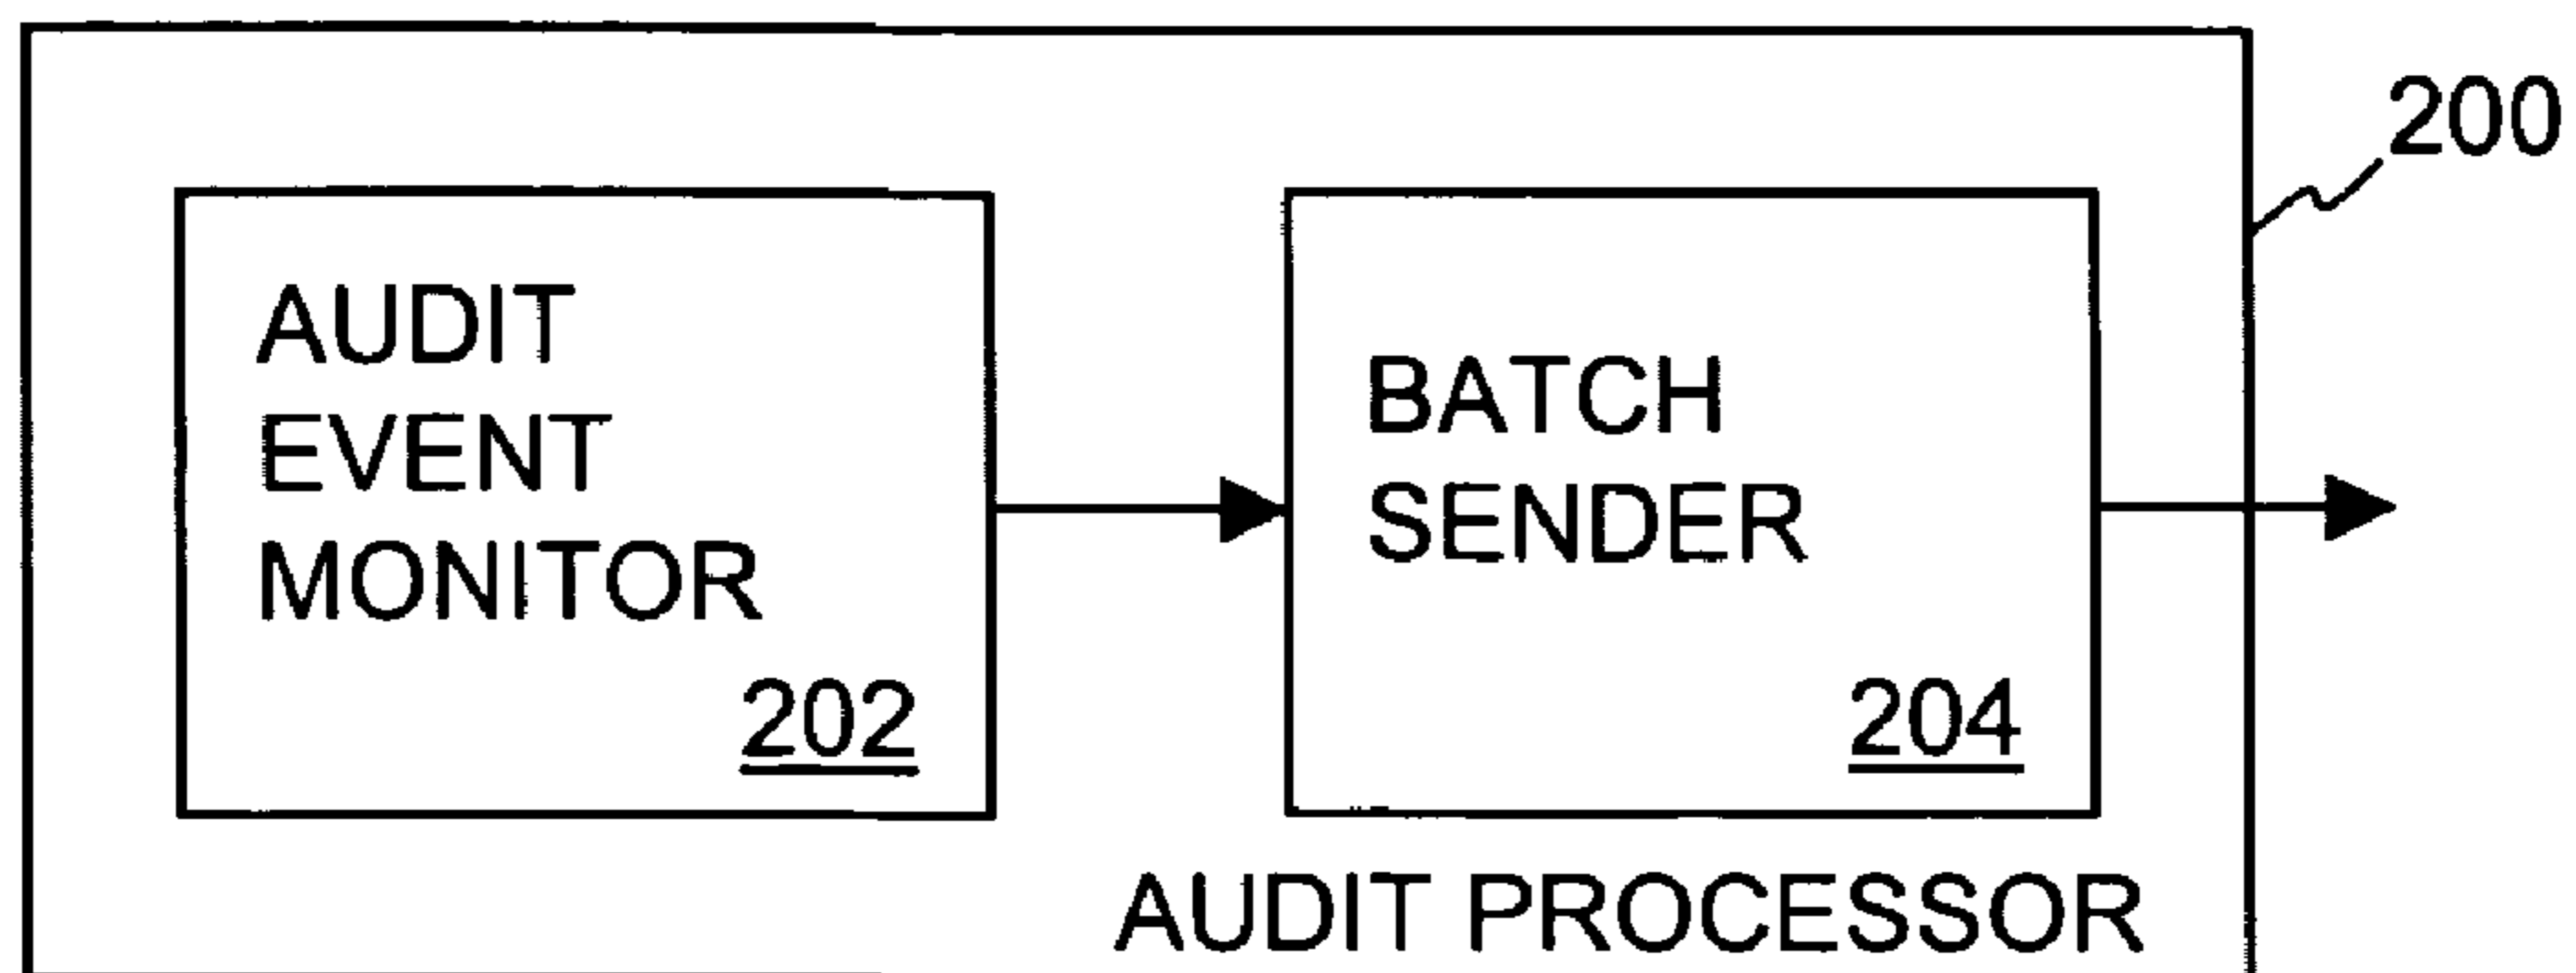 200
AUDIT
EVENT
MONITOR
202
BATCH
SENDER
204
AUDIT PROCESSOR